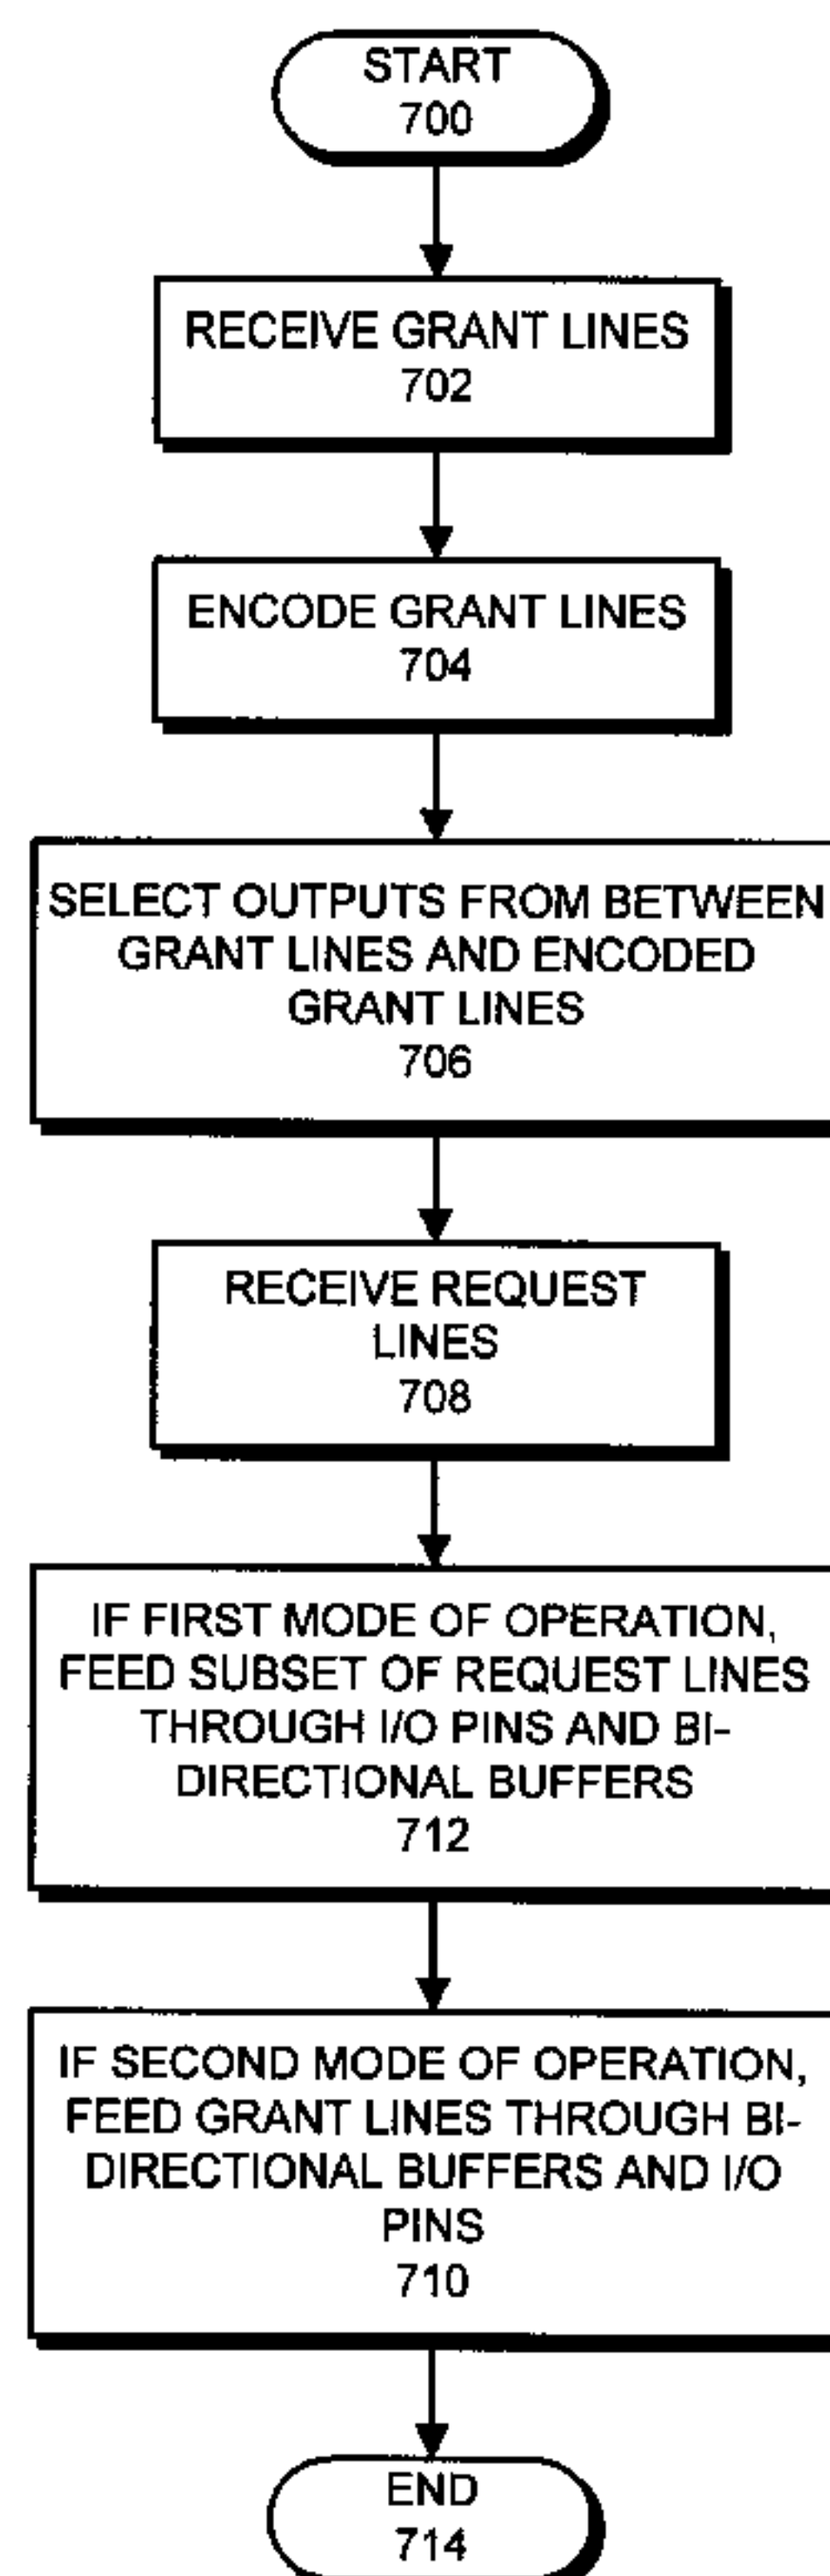 START
700
RECEIVE GRANT LINES
702
ENCODE GRANT LINES
704
SELECT OUTPUTS FROM BETWEEN
GRANT LINES AND ENCODED
GRANT LINES
706
RECEIVE REQUEST
LINES
708
IF FIRST MODE OF OPERATION,
FEED SUBSET OF REQUEST LINES
THROUGH I/O PINS AND BI-
DIRECTIONAL BUFFERS
712
IF SECOND MODE OF OPERATION,
FEED GRANT LINES THROUGH BI-
DIRECTIONAL BUFFERS AND I/O
PINS
710
END
714